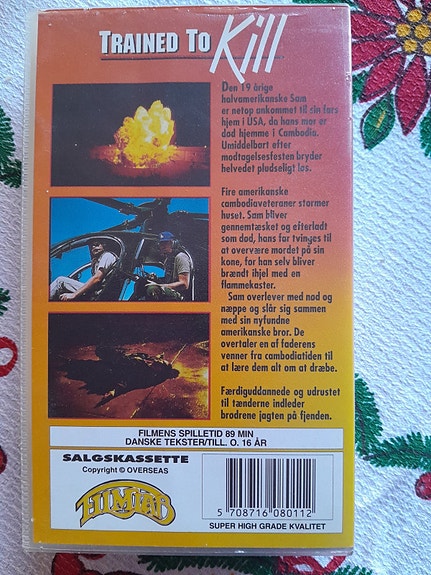 TRAINED TO Kill
Den 19 årige
halvamerikanske Sam
er netop ankommet til sin fars
hjem i USA, da hans mor er
død hjemme i Cambodia.
Umiddelbart efter
modtagelsesfesten bryder
helvedet pludseligt løs.
Fire amerikanske
cambodiaveteraner stormer
huset. Sam bliver
gennemtæsket og efterladt
som død, hans far tvinges til
at overvære mordet på sin
kone, før han selv bliver
brændt ihjel med en
flammekaster.
Sam overlever med nød og
næppe og slår sig sammen
med sin nyfundne
amerikanske bror. De
overtaler en af faderens
venner fra cambodiatiden til
at lære dem alt om at dræbe.
Færdiguddannede og udrustet
til tænderne indleder
brødrene jagten på fjenden.
FILMENS SPILLETID 89 MIN
DANSKE TEKSTER/TILL. O. 16 ÅR
SALGSKASSETTE
Copyright © OVERSEAS
FILMLAB
5 708716 080112
SUPER HIGH GRADE KVALITET